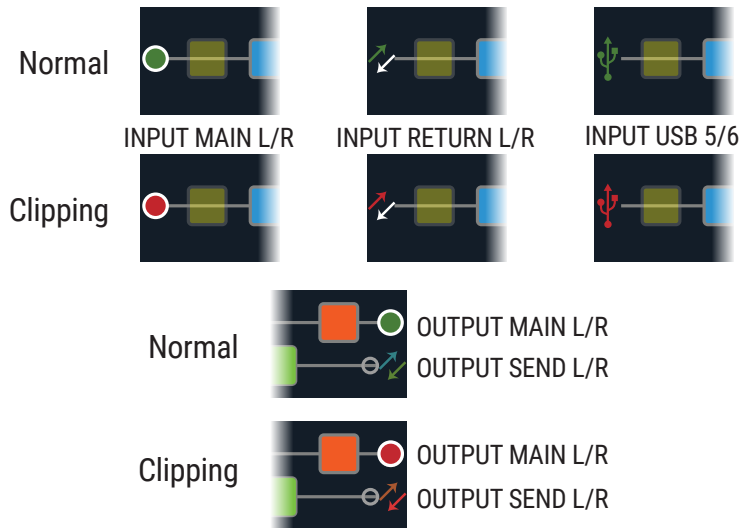 Normal
INPUT MAIN L/R INPUT RETURN L/R INPUT USB 5/6
Clipping
Normal
OUTPUT MAIN L/R
OUTPUT SEND L/R
Clipping
OUTPUT MAIN L/R
OUTPUT SEND L/R